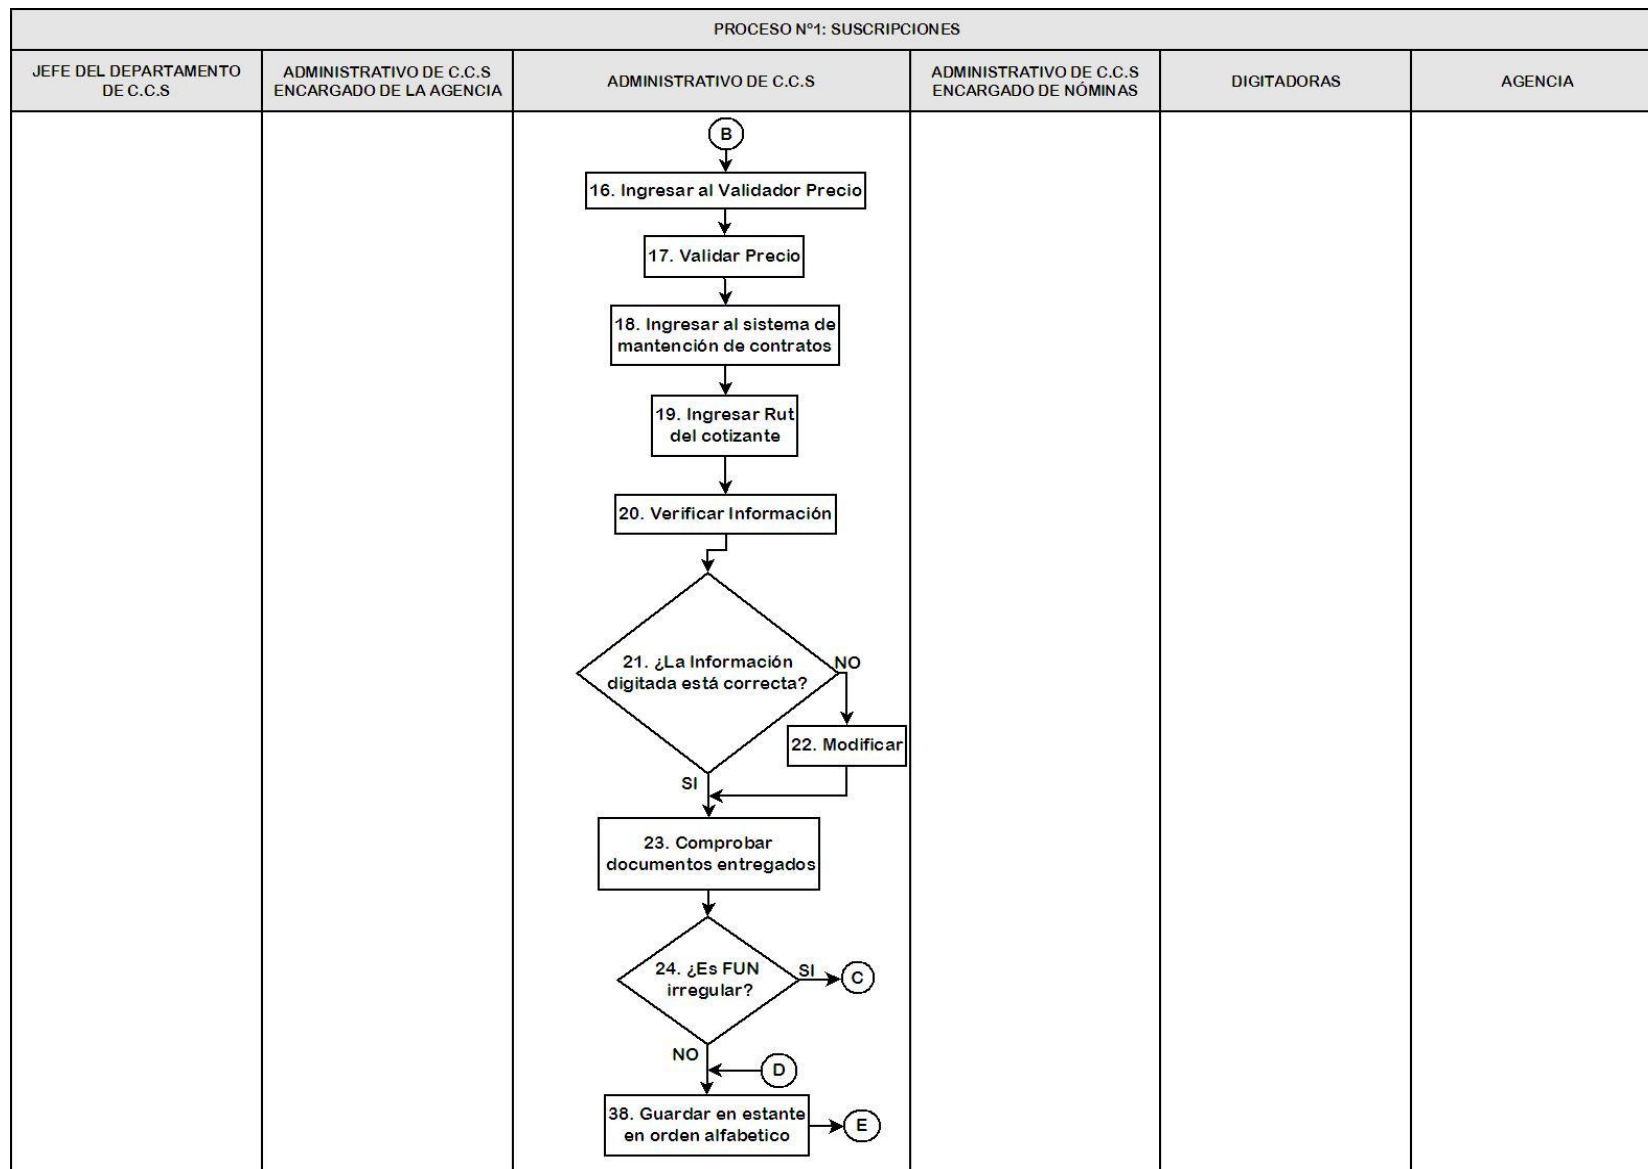 PROCESO Nº1: SUSCRIPCIONES
JEFE DEL DEPARTAMENTO
DE C.C.S
ADMINISTRATIVO DE C.C.S
ENCARGADO DE LA AGENCIA
ADMINISTRATIVO DE C.C.S
ADMINISTRATIVO DE C.C.S
ENCARGADO DE NÓMINAS
DIGITADORAS
AGENCIA
B
16. Ingresar al Validador Precio
17. Validar Precio
18. Ingresar al sistema de
mantención de contratos
19. Ingresar Rut
del cotizante
20. Verificar Información
21. ¿La Información
digitada está correcta?
NO
22. Modificar
SI
23. Comprobar
documentos entregados
24. ¿Es FUN
irregular?
SI
C
NO
D
38. Guardar en estante
en orden alfabetico
E